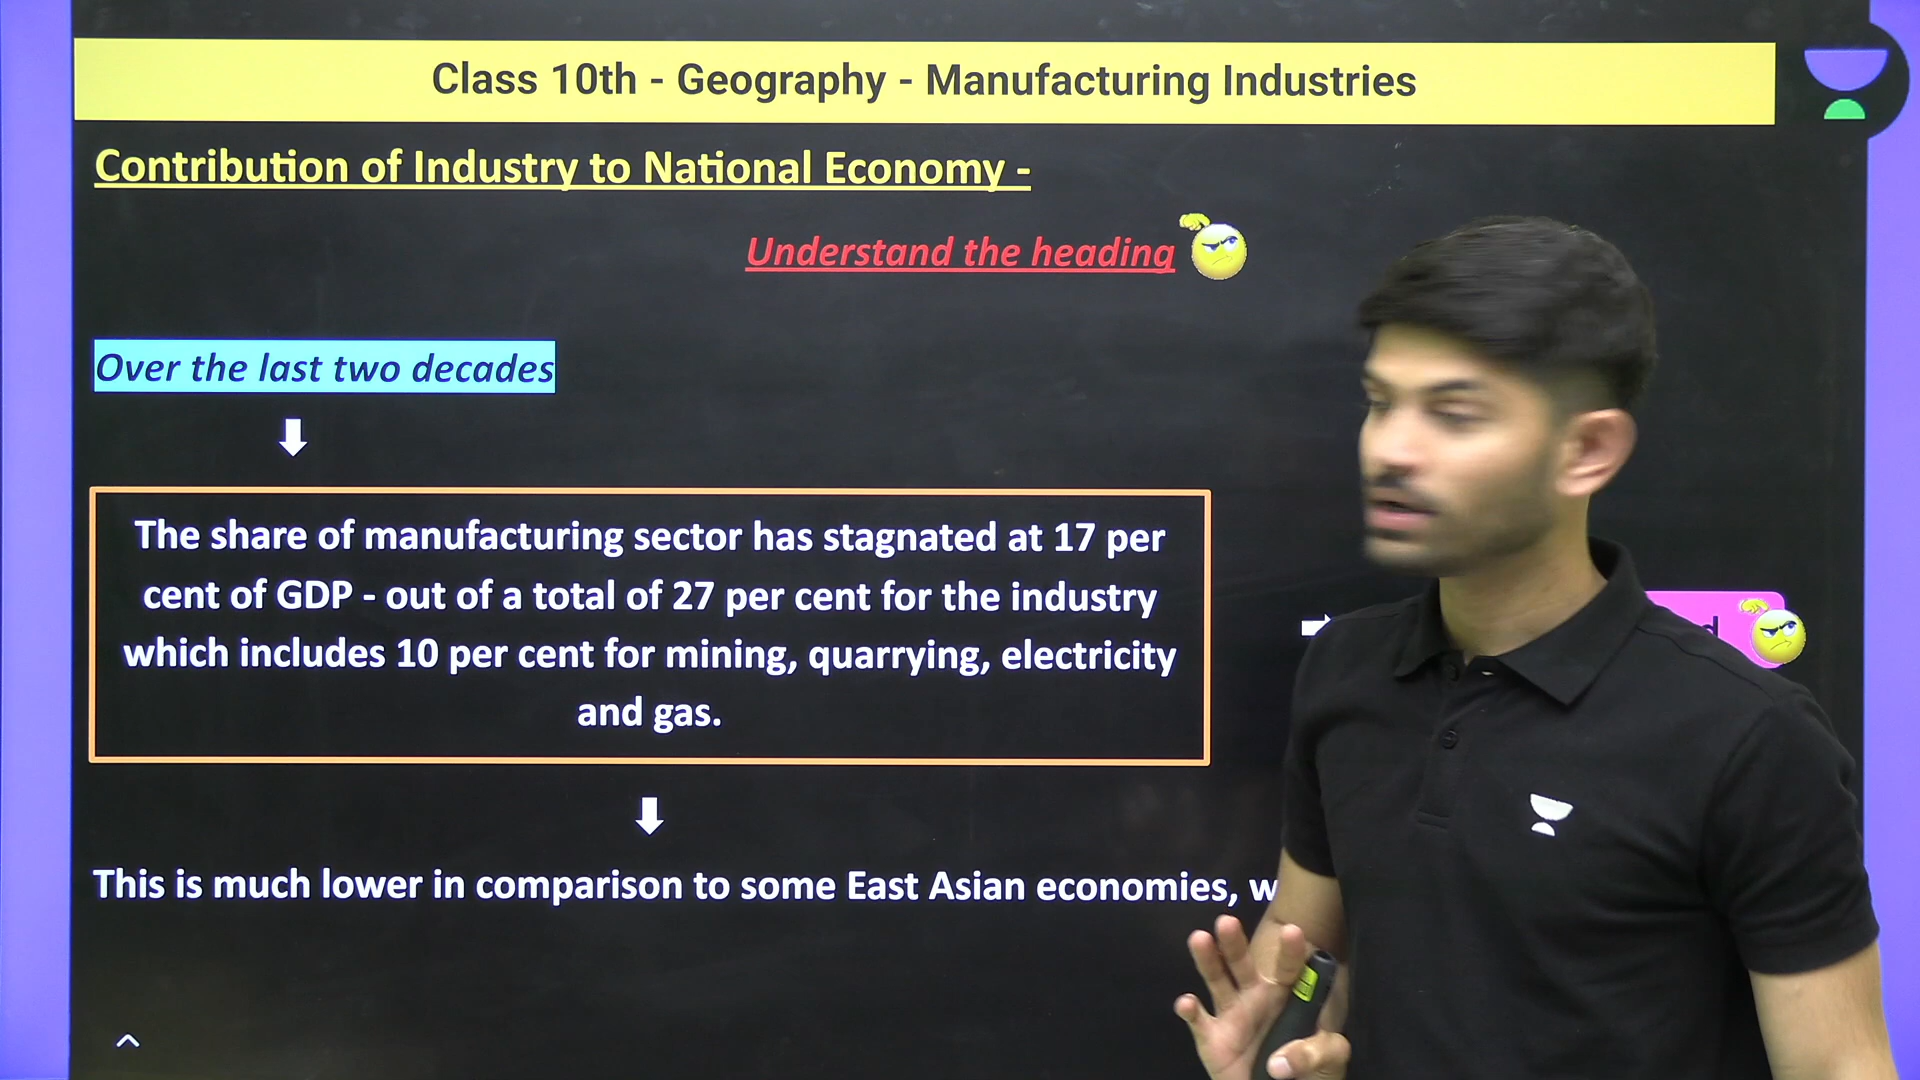 Class 10th - Geography - Manufacturing Industries
Contribution of Industry to National Economy -
Understand the heading
Over the last two decades
The share of manufacturing sector has stagnated at 17 per
cent of GDP - out of a total of 27 per cent for the industry
which includes 10 per cent for mining, quarrying, electricity
and gas.
This is much lower in comparison to some East Asian economies,